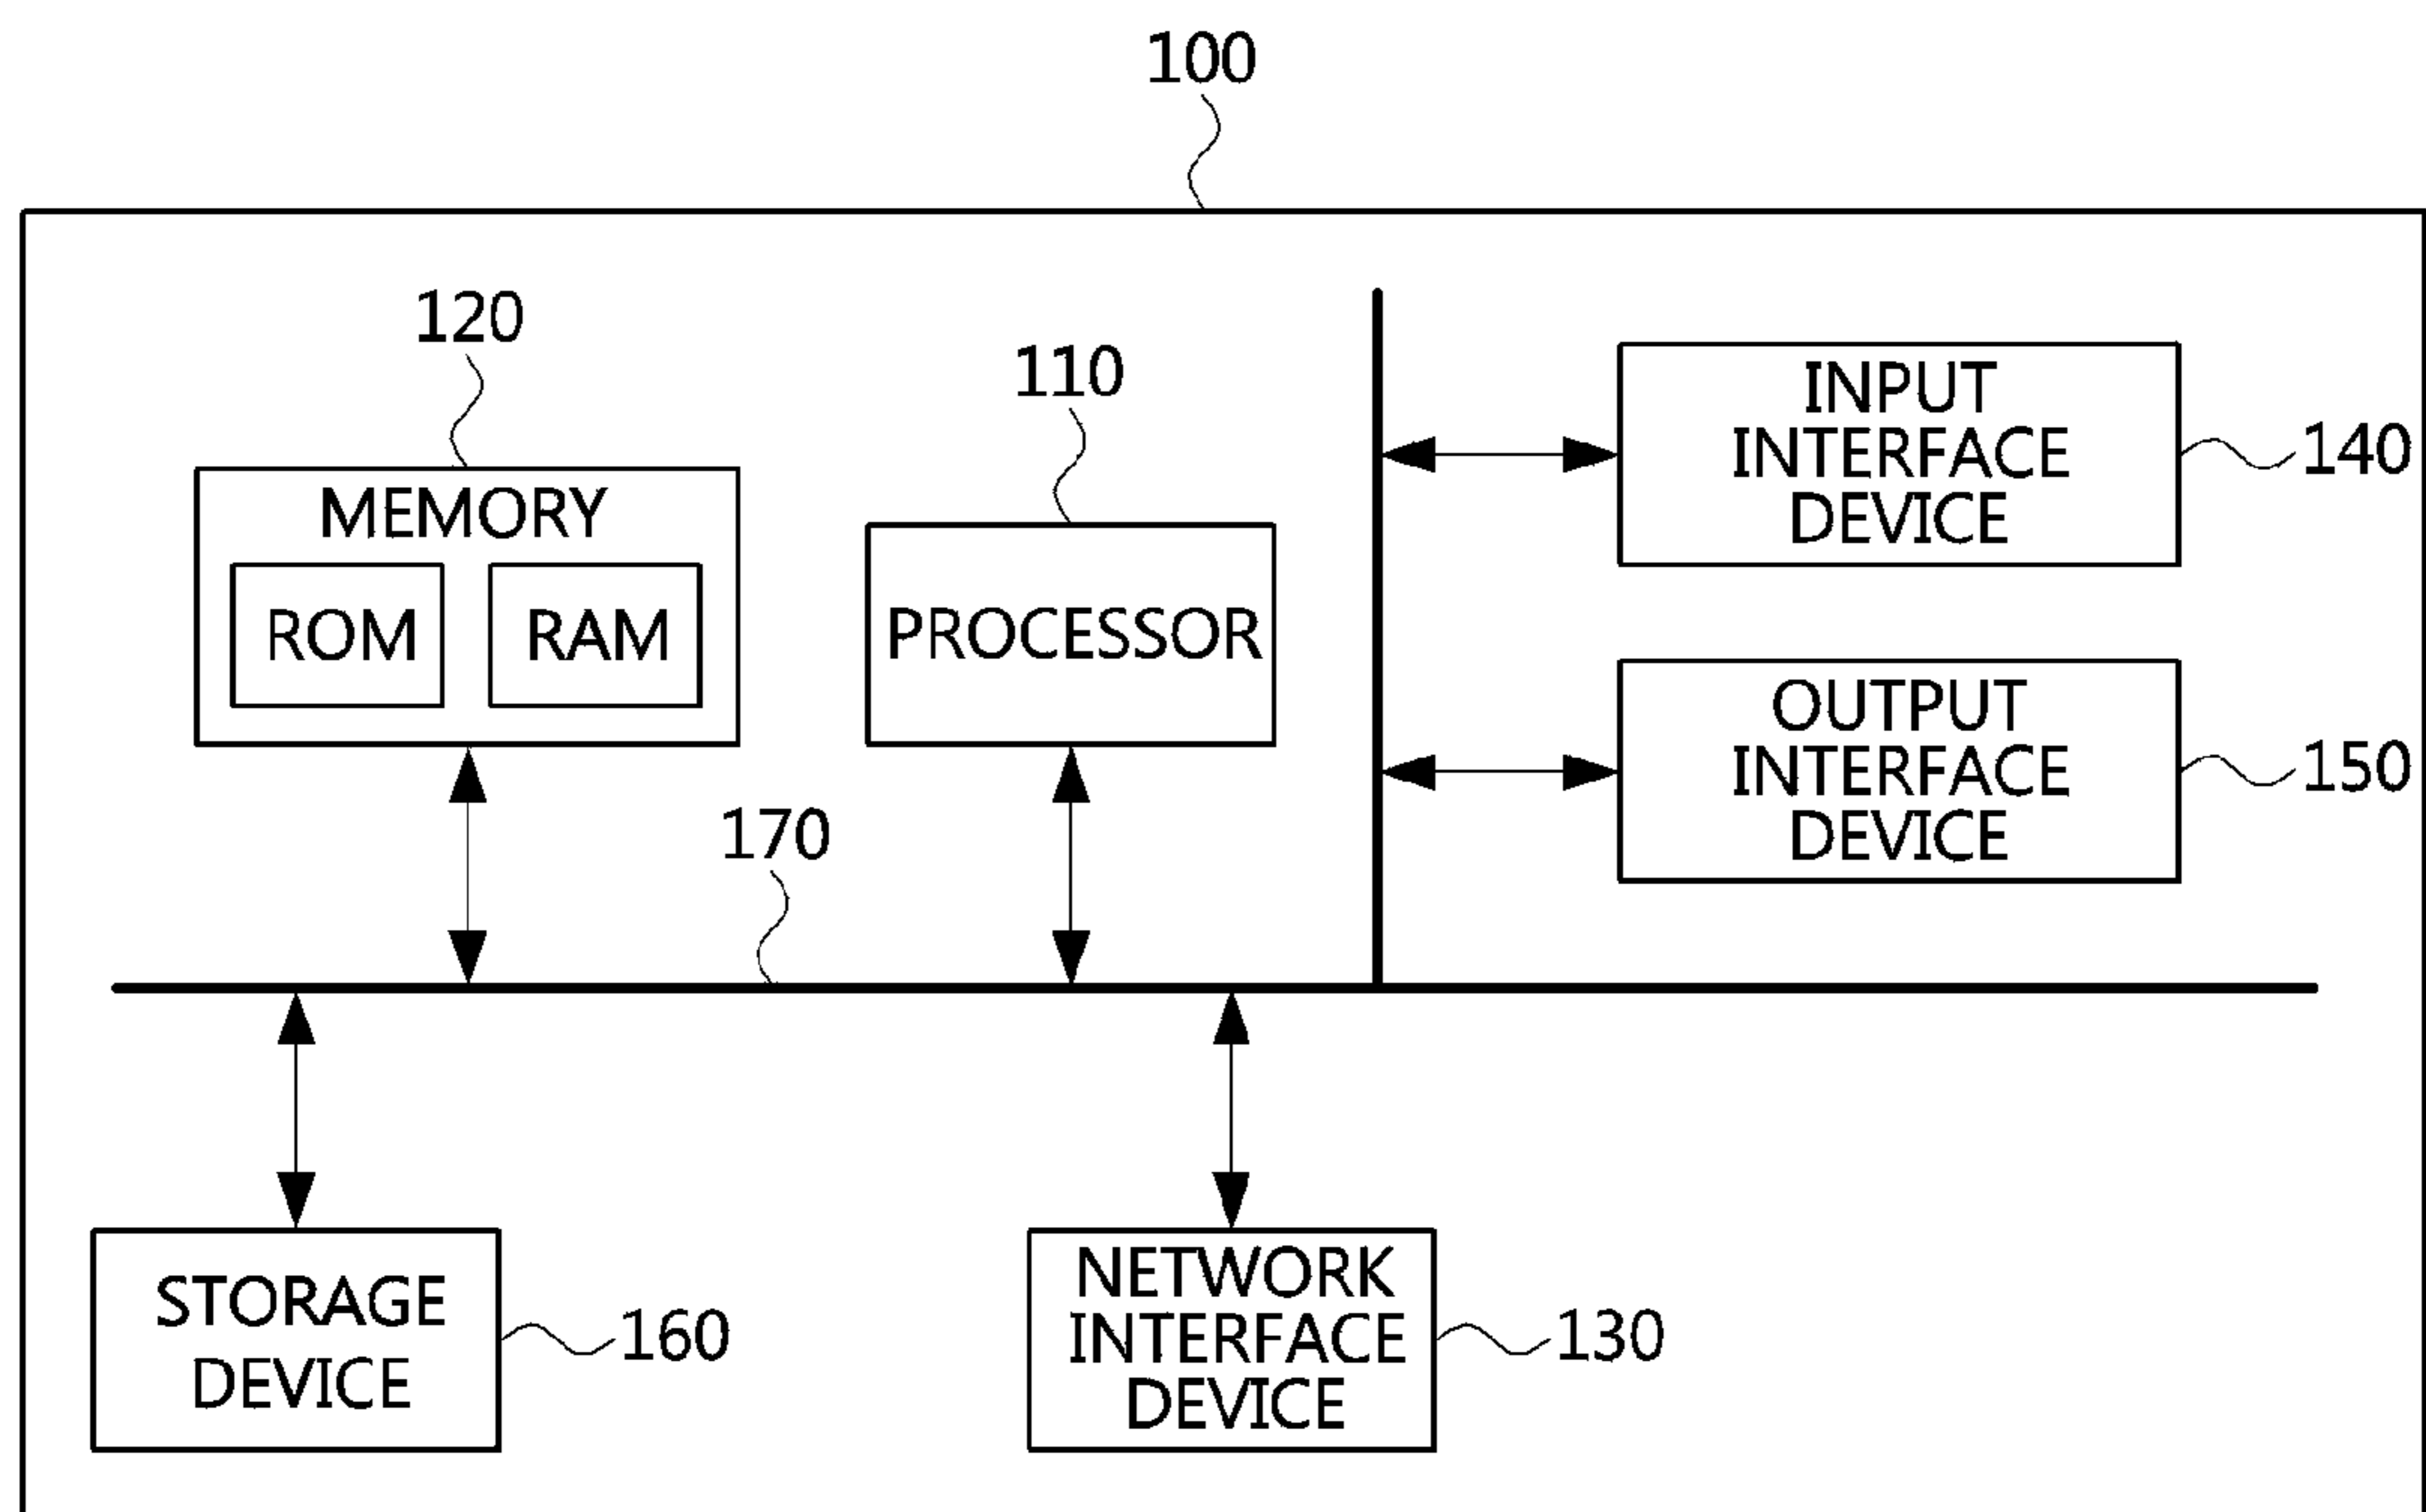 100
120
110
MEMORY
ROM
RAM
PROCESSOR
INPUT
INTERFACE
DEVICE
140
OUTPUT
INTERFACE
DEVICE
150
170
STORAGE
DEVICE
160
NETWORK
INTERFACE
DEVICE
130